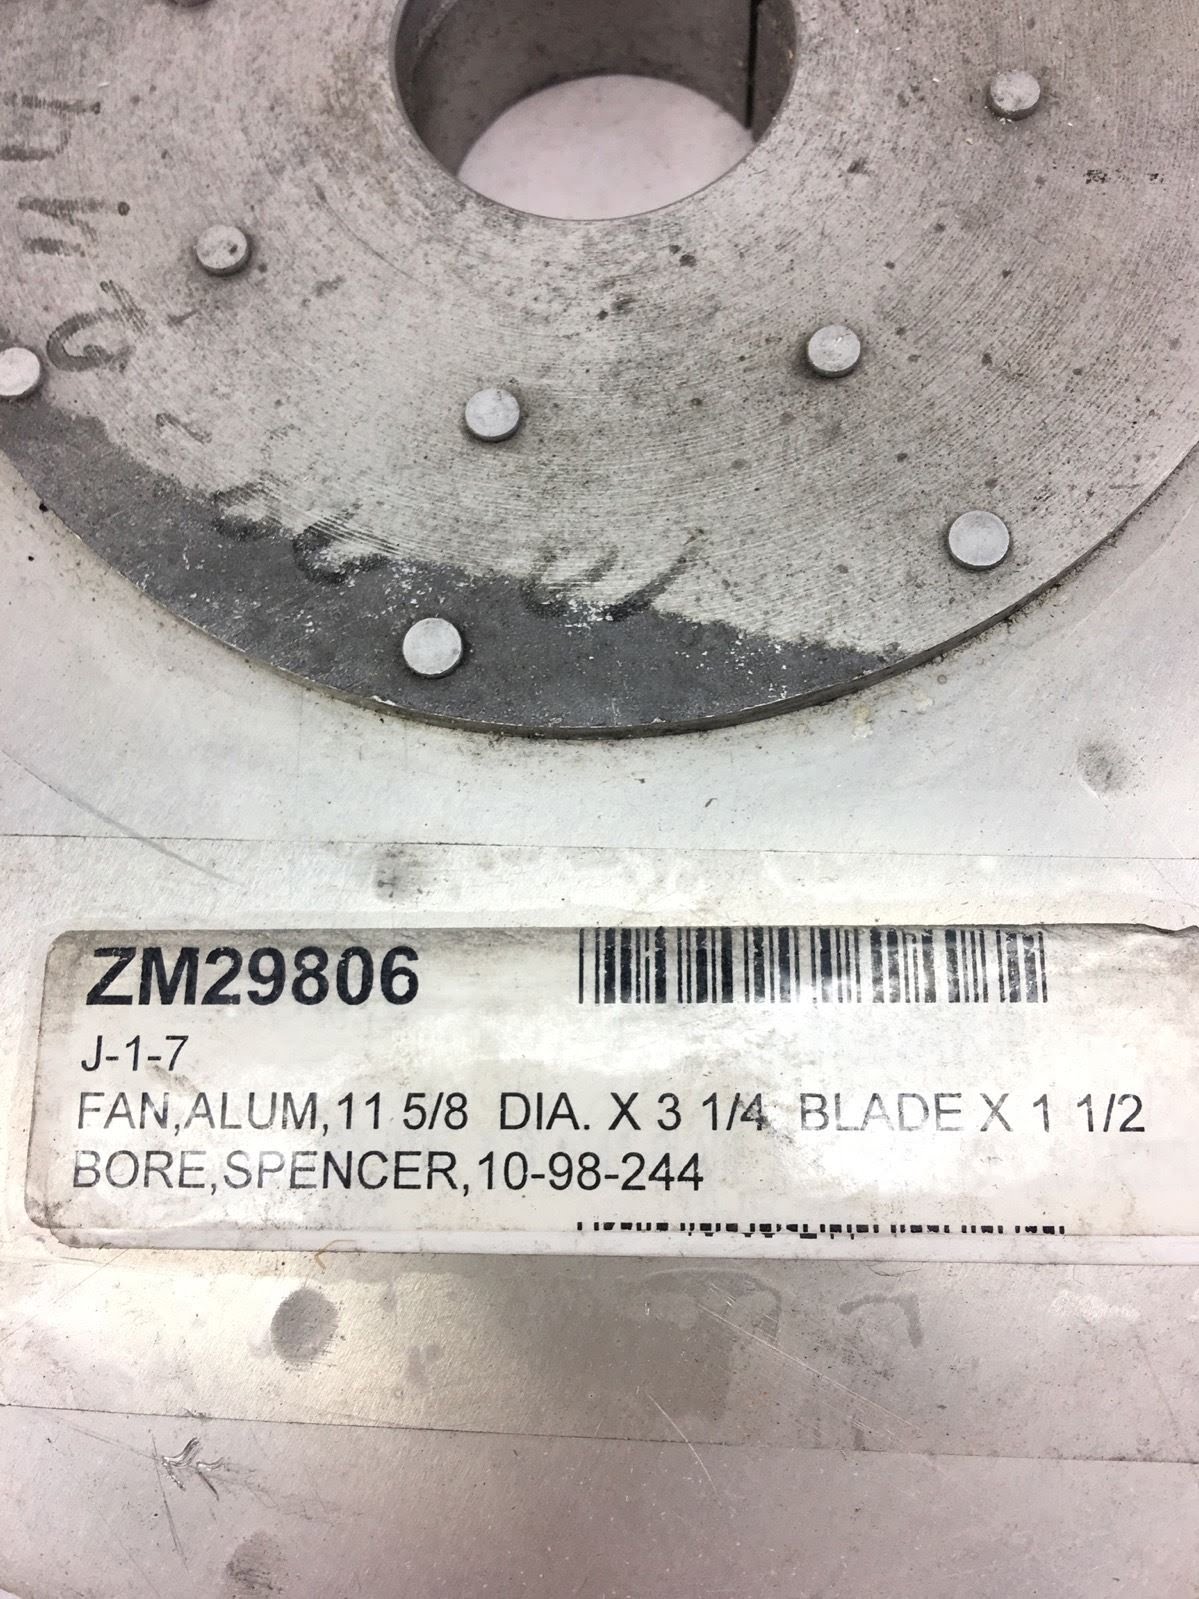 ZM29806
J-1-7
FAN,ALUM,11 5/8 DIA. X 3 1/4 BLADE X 1 1/2
BORE,SPENCER,10-98-244